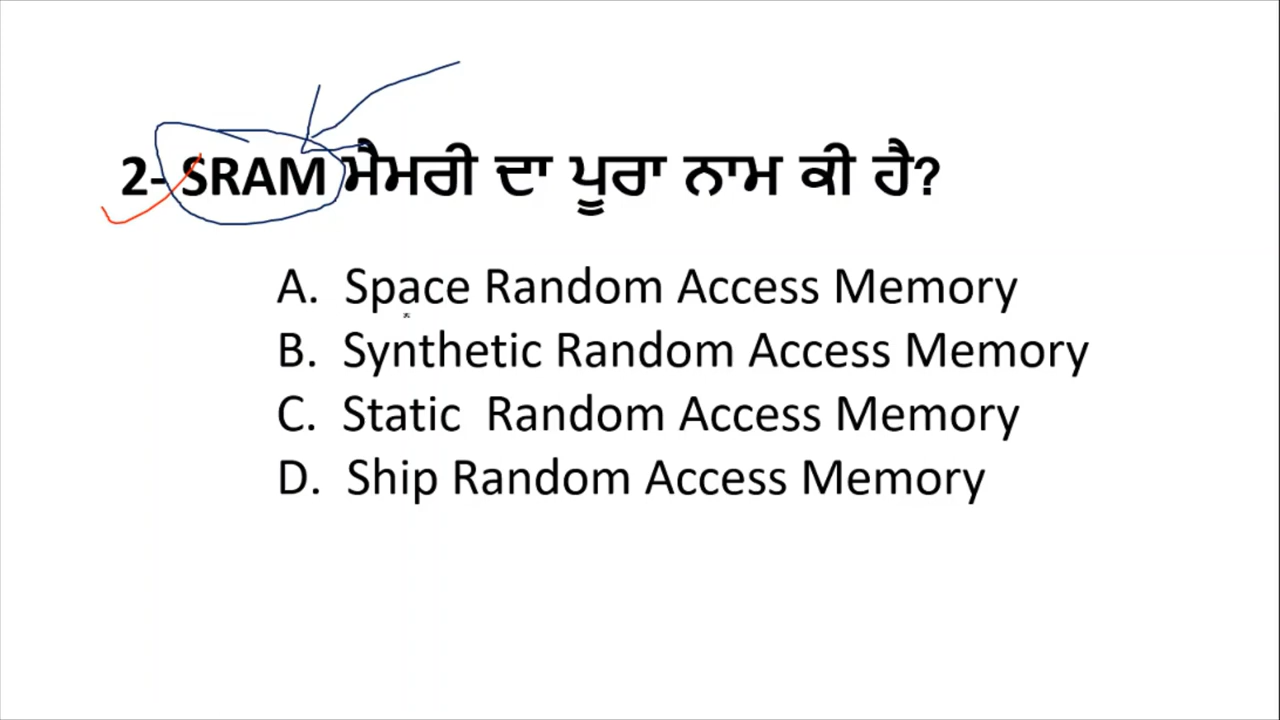 2- SRAM ਮੈਮਰੀ ਦਾ ਪੂਰਾ ਨਾਮ ਕੀ ਹੈ?
A. Space Random Access Memory
B. Synthetic Random Access Memory
C. Static Random Access Memory
D. Ship Random Access Memory